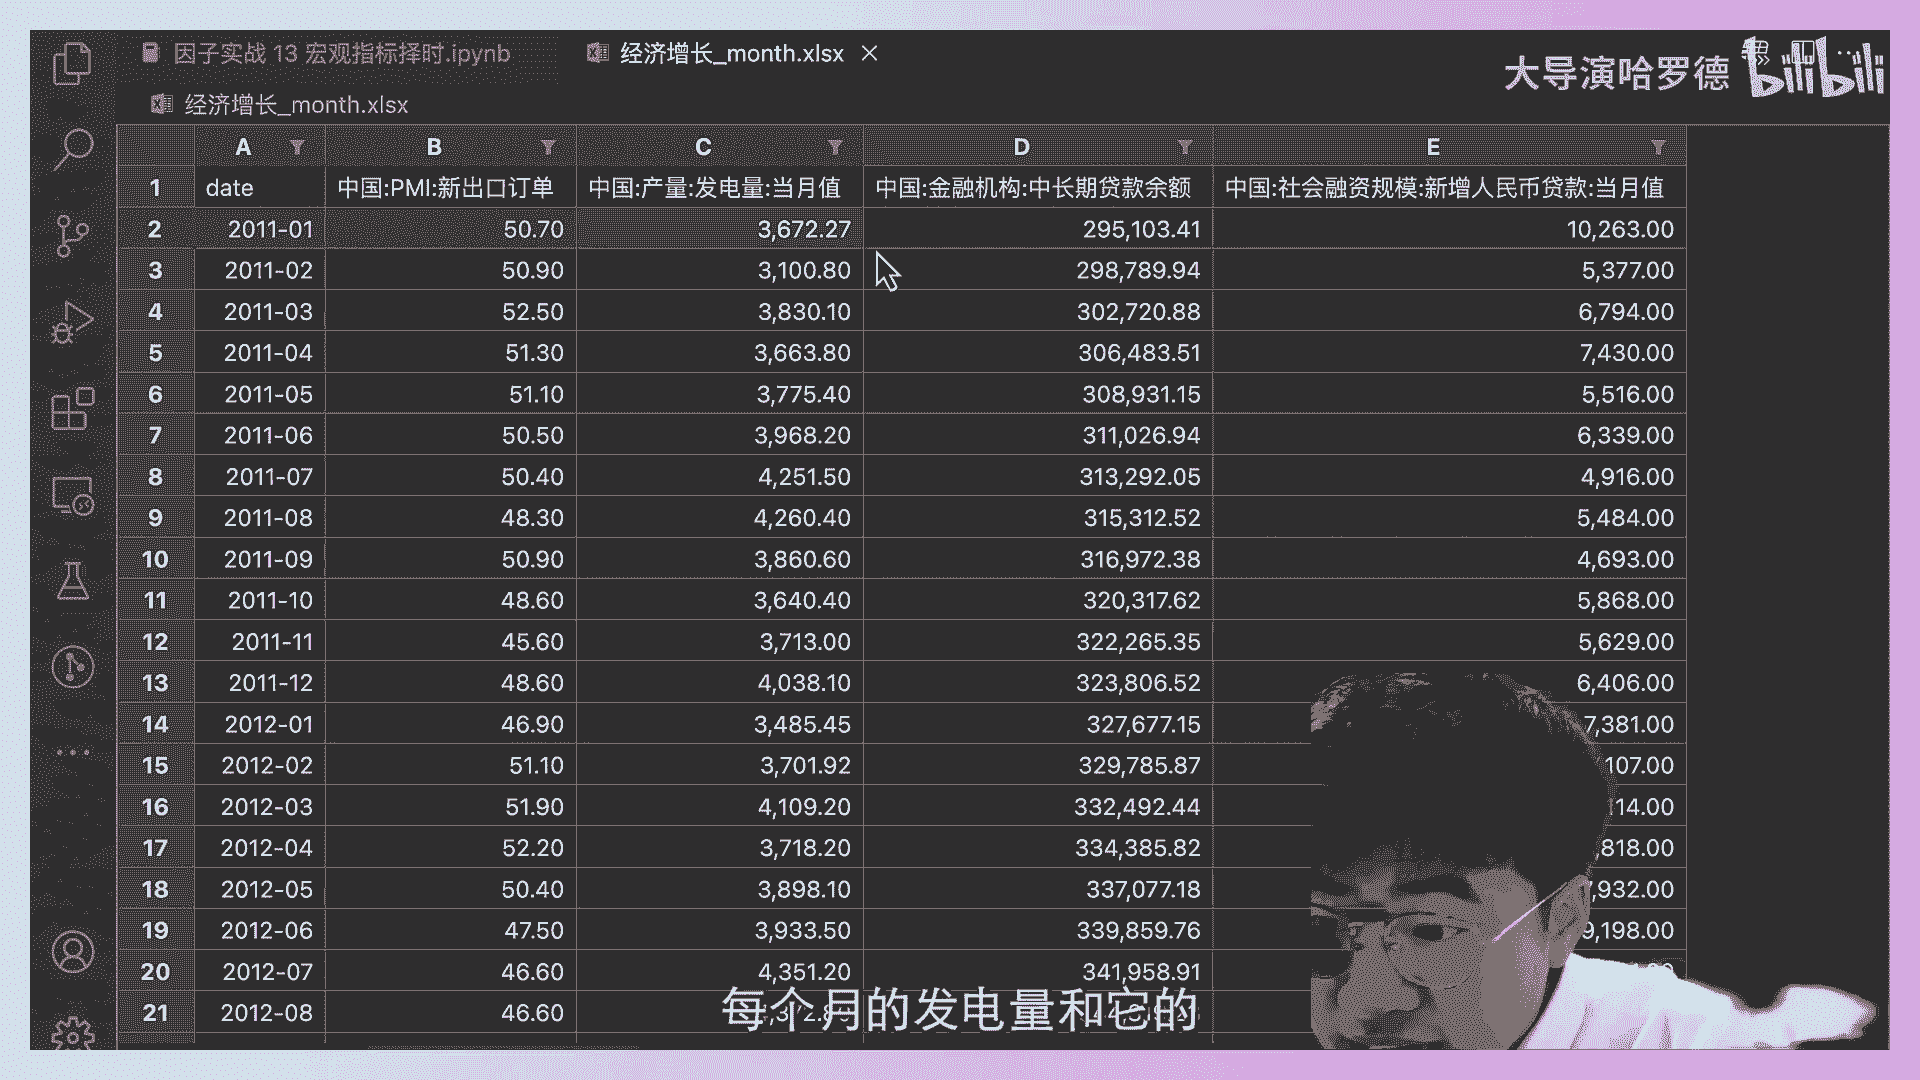 因子实战 13 宏观指标择时.ipynb 经济增长_month.xlsx
大导演哈罗德 bilibili
经济增长_month.xlsx
A B C D E
1 date 中国:PMI:新出口订单 中国:产量:发电量:当月值 中国:金融机构:中长期贷款余额 中国:社会融资规模:新增人民币贷款:当月值
2 2011-01 50.70 3,672.27 295,103.41 10,263.00
3 2011-02 50.90 3,100.80 298,789.94 5,377.00
4 2011-03 52.50 3,830.10 302,720.88 6,794.00
5 2011-04 51.30 3,663.80 306,483.51 7,430.00
6 2011-05 51.10 3,775.40 308,931.15 5,516.00
7 2011-06 50.50 3,968.20 311,026.94 6,339.00
8 2011-07 50.40 4,251.50 313,292.05 4,916.00
9 2011-08 48.30 4,260.40 315,312.52 5,484.00
10 2011-09 50.90 3,860.60 316,972.38 4,693.00
11 2011-10 48.60 3,640.40 320,317.62 5,868.00
12 2011-11 45.60 3,713.00 322,265.35 5,629.00
13 2011-12 48.60 4,038.10 323,806.52 6,406.00
14 2012-01 46.90 3,485.45 327,677.15 7,381.00
15 2012-02 51.10 3,701.92 329,785.87 107.00
16 2012-03 51.90 4,109.20 332,492.44 14.00
17 2012-04 52.20 3,718.20 334,385.82 818.00
18 2012-05 50.40 3,898.10 337,077.18 ,932.00
19 2012-06 47.50 3,933.50 339,859.76 9,198.00
20 2012-07 46.60 4,351.20 341,958.91
21 2012-08 46.60
每个月的发电量和它的